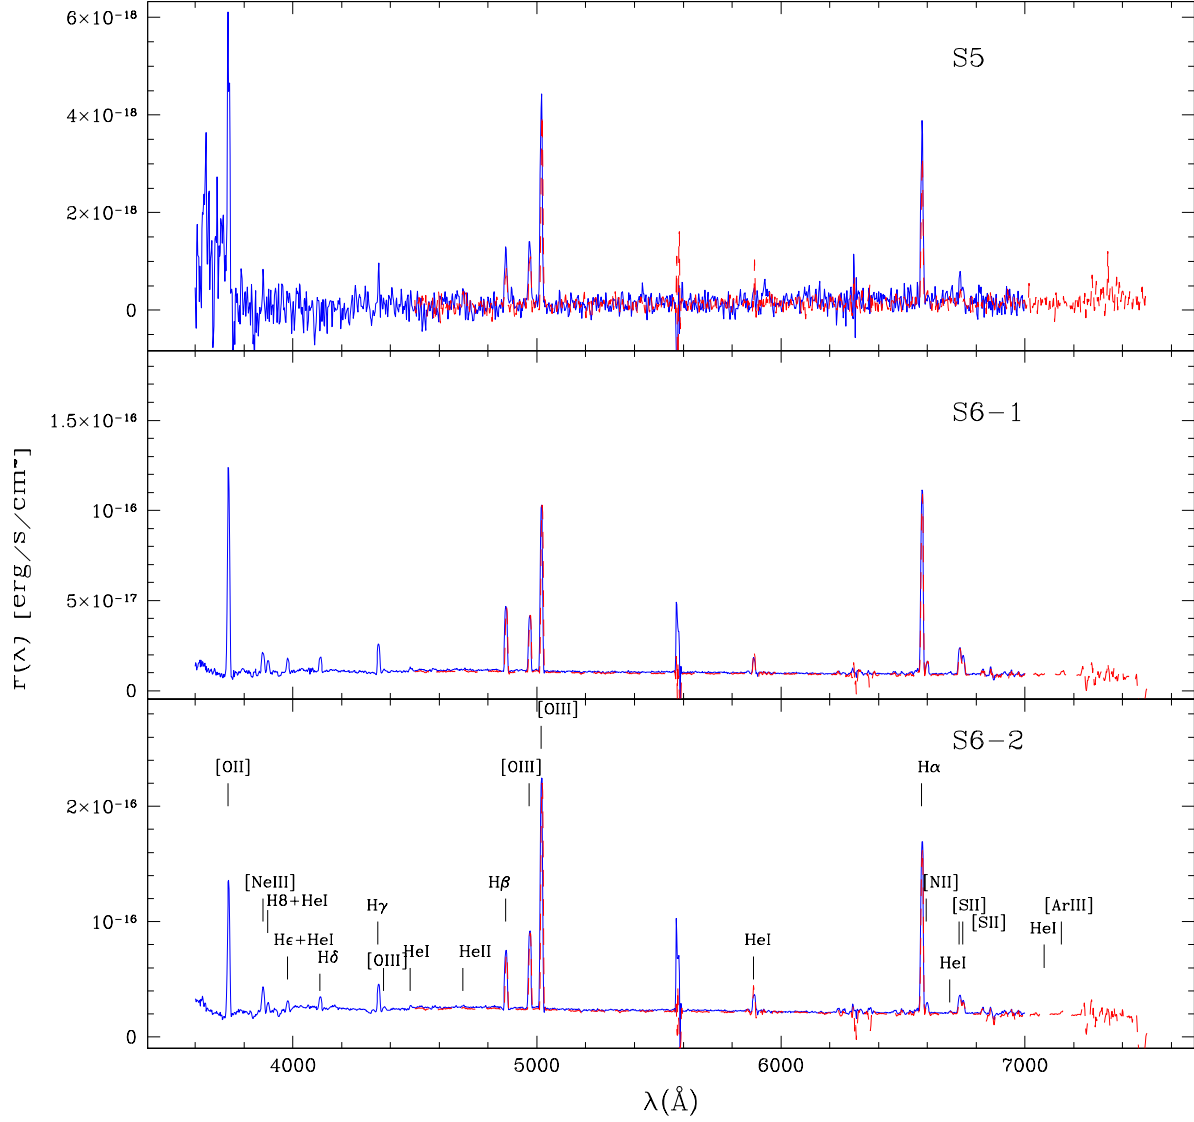 6×10⁻¹⁸
S5
4×10⁻¹⁸
2×10⁻¹⁸
0
1.5×10⁻¹⁶
S6−1
10⁻¹⁶
5×10⁻¹⁷
0
[OIII]
S6−2
[OII]
[OIII]
Hα
2×10⁻¹⁶
[NeIII]
Hβ
[NII]
H8+HeI
Hγ
[SII]
[ArIII]
10⁻¹⁶
[SII]
HeI
Hϵ+HeI
HeI
Hδ
[OIII]
HeI
HeII
HeI
0
4000
5000
6000
7000
λ(Å)